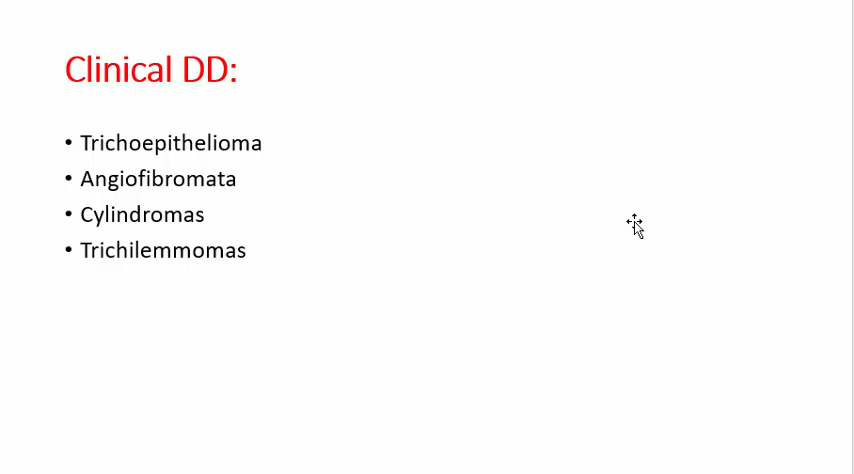 Clinical DD:
• Trichoepithelioma
• Angiofibromata
• Cylindromas
• Trichilemmomas